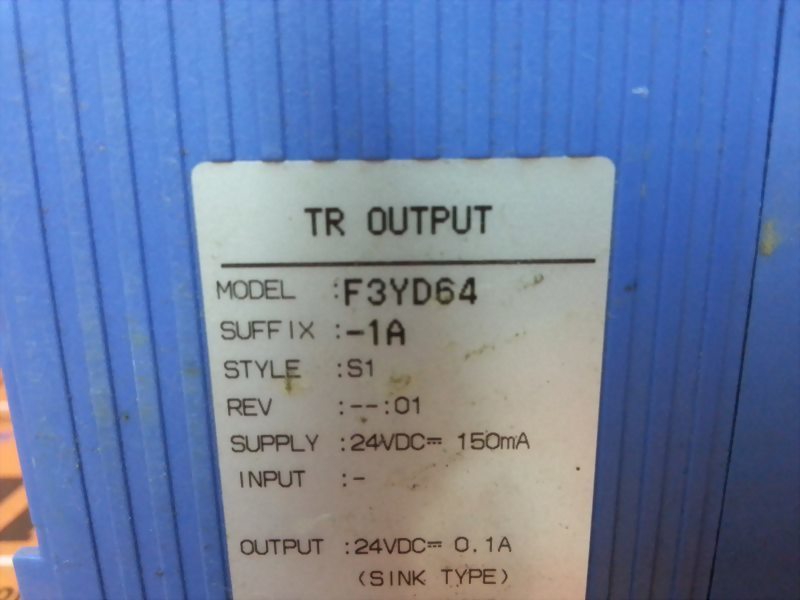 TR OUTPUT
MODEL :F3YD64
SUFFIX :-1A
STYLE :S1
REV :--:01
SUPPLY :24VDC⎓ 150mA
INPUT :-
OUTPUT :24VDC⎓ 0.1A
(SINK TYPE)